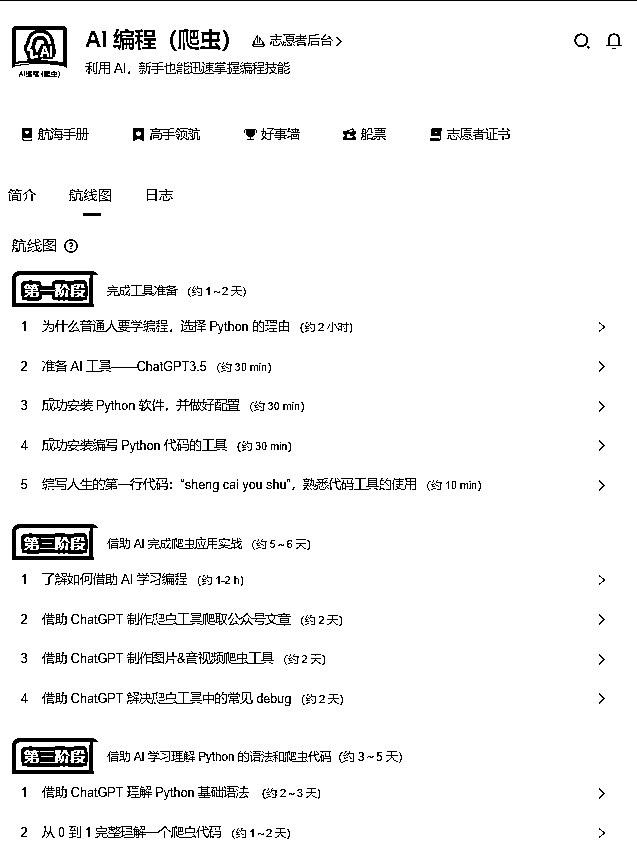 AI 编程（爬虫）
志愿者后台
AI编程(爬虫)
利用 AI，新手也能迅速掌握编程技能
航海手册
高手领航
好事墙
船票
志愿者证书
简介
航线图
日志
航线图
第一阶段 完成工具准备 (约 1~2 天)
1 为什么普通人要学编程，选择 Python 的理由 (约 2 小时)
2 准备 AI 工具——ChatGPT3.5 (约 30 min)
3 成功安装 Python 软件，并做好配置 (约 30 min)
4 成功安装编写 Python 代码的工具 (约 30 min)
5 编写人生的第一行代码：“sheng cai you shu”，熟悉代码工具的使用 (约 10 min)
第二阶段 借助 AI 完成爬虫应用实战 (约 5~6 天)
1 了解如何借助 AI 学习编程 (约 1-2 h)
2 借助 ChatGPT 制作爬虫工具爬取公众号文章 (约 2 天)
3 借助 ChatGPT 制作图片&音视频爬虫工具 (约 2 天)
4 借助 ChatGPT 解决爬虫工具中的常见 debug (约 2 天)
第三阶段 借助 AI 学习理解 Python 的语法和爬虫代码 (约 3~5 天)
1 借助 ChatGPT 理解 Python 基础语法 (约 2~3 天)
2 从 0 到 1 完整理解一个爬虫代码 (约 1~2 天)